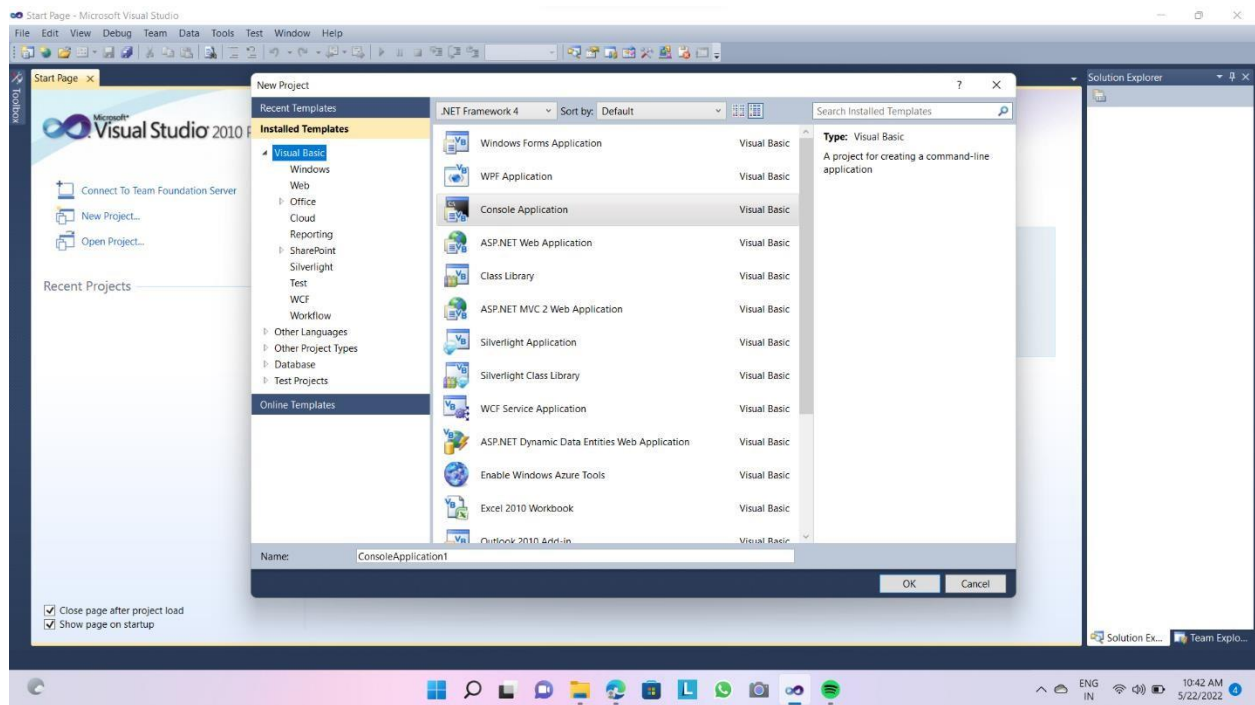 Start Page - Microsoft Visual Studio
File Edit View Debug Team Data Tools Test Window Help
Toolbox
Start Page
Microsoft
Visual Studio 2010
Connect To Team Foundation Server
New Project...
Open Project...
Recent Projects
Close page after project load
Show page on startup
New Project
Recent Templates
Installed Templates
Visual Basic
Windows
Web
Office
Cloud
Reporting
SharePoint
Silverlight
Test
WCF
Workflow
Other Languages
Other Project Types
Database
Test Projects
Online Templates
.NET Framework 4 Sort by: Default
Search Installed Templates
Windows Forms Application Visual Basic
WPF Application Visual Basic
Console Application Visual Basic
ASP.NET Web Application Visual Basic
Class Library Visual Basic
ASP.NET MVC 2 Web Application Visual Basic
Silverlight Application Visual Basic
Silverlight Class Library Visual Basic
WCF Service Application Visual Basic
ASP.NET Dynamic Data Entities Web Application Visual Basic
Enable Windows Azure Tools Visual Basic
Excel 2010 Workbook Visual Basic
Outlook 2010 Add-in Visual Basic
Type: Visual Basic
A project for creating a command-line
application
Name: ConsoleApplication1
OK Cancel
Solution Explorer
Solution Ex... Team Explo...
ENG
IN
10:42 AM
5/22/2022
4